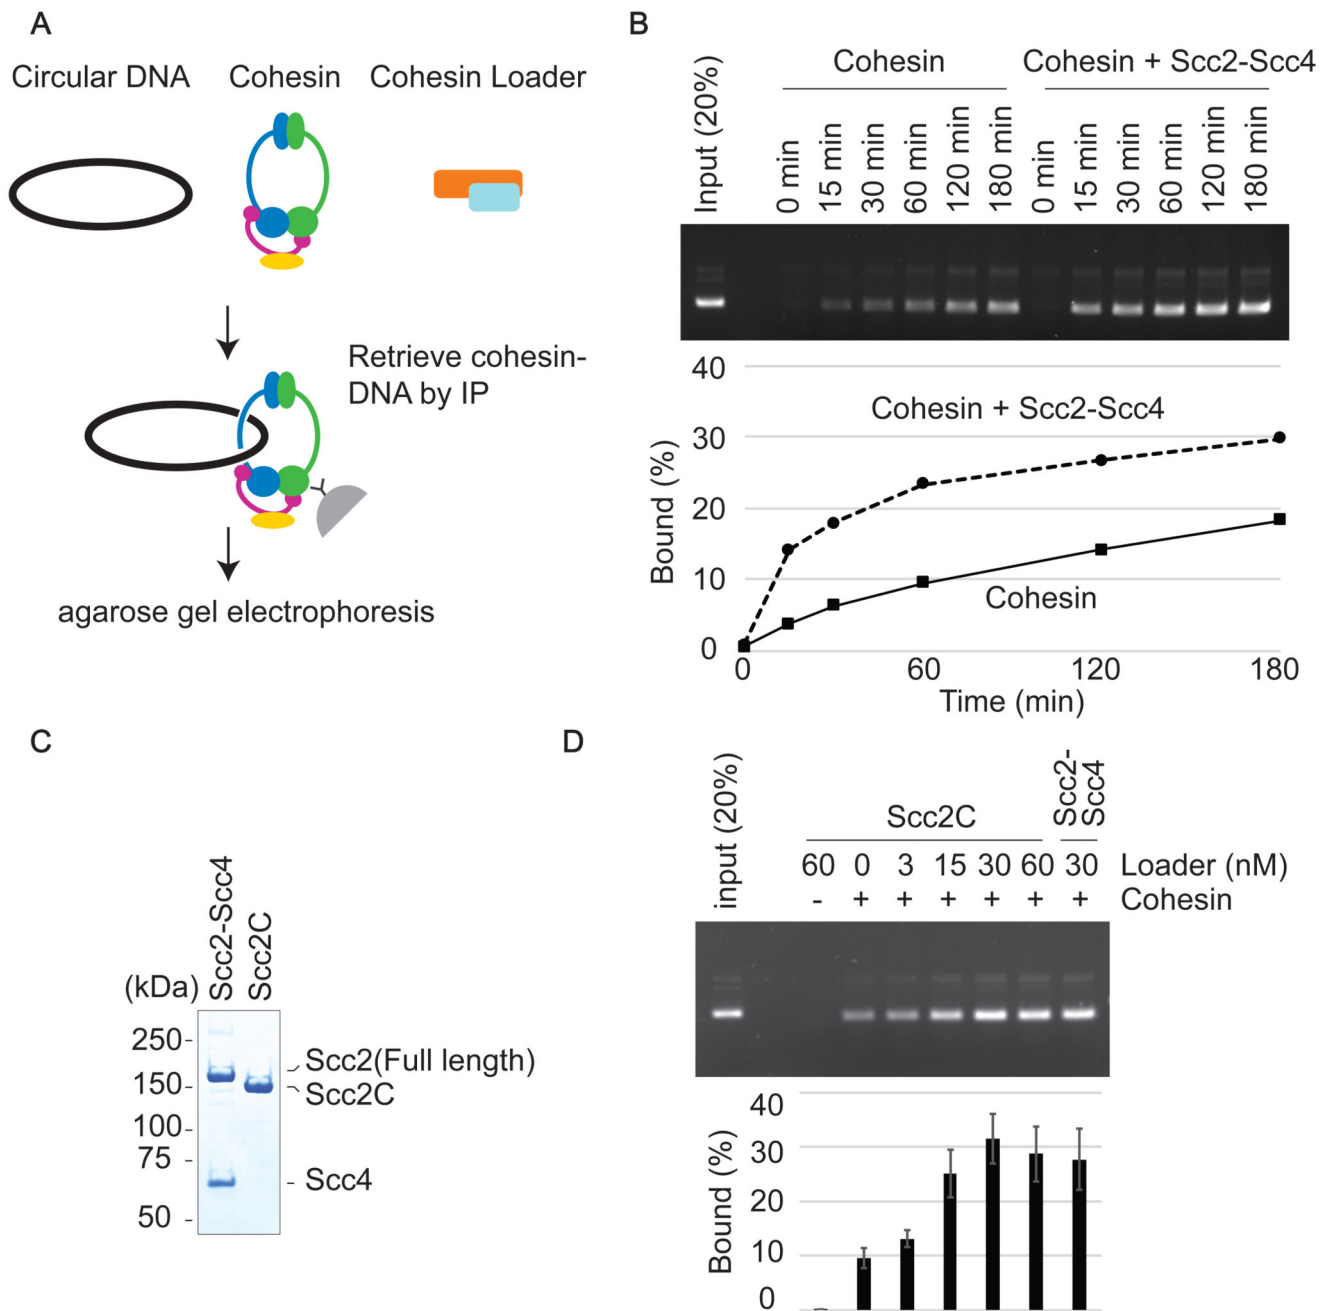 A
Circular DNA
Cohesin
Cohesin Loader
Retrieve cohesin-
DNA by IP
agarose gel electrophoresis
B
Cohesin
Cohesin + Scc2-Scc4
Input (20%)
0 min
15 min
30 min
60 min
120 min
180 min
0 min
15 min
30 min
60 min
120 min
180 min
40
30
20
10
0
Bound (%)
Cohesin + Scc2-Scc4
Cohesin
0
60
120
180
Time (min)
C
(kDa)
Scc2-Scc4
Scc2C
250
150
100
75
50
Scc2(Full length)
Scc2C
Scc4
D
input (20%)
Scc2C
Scc2-
Scc4
60 0 3 15 30 60 30 Loader (nM)
- + + + + + + Cohesin
40
30
20
10
0
Bound (%)